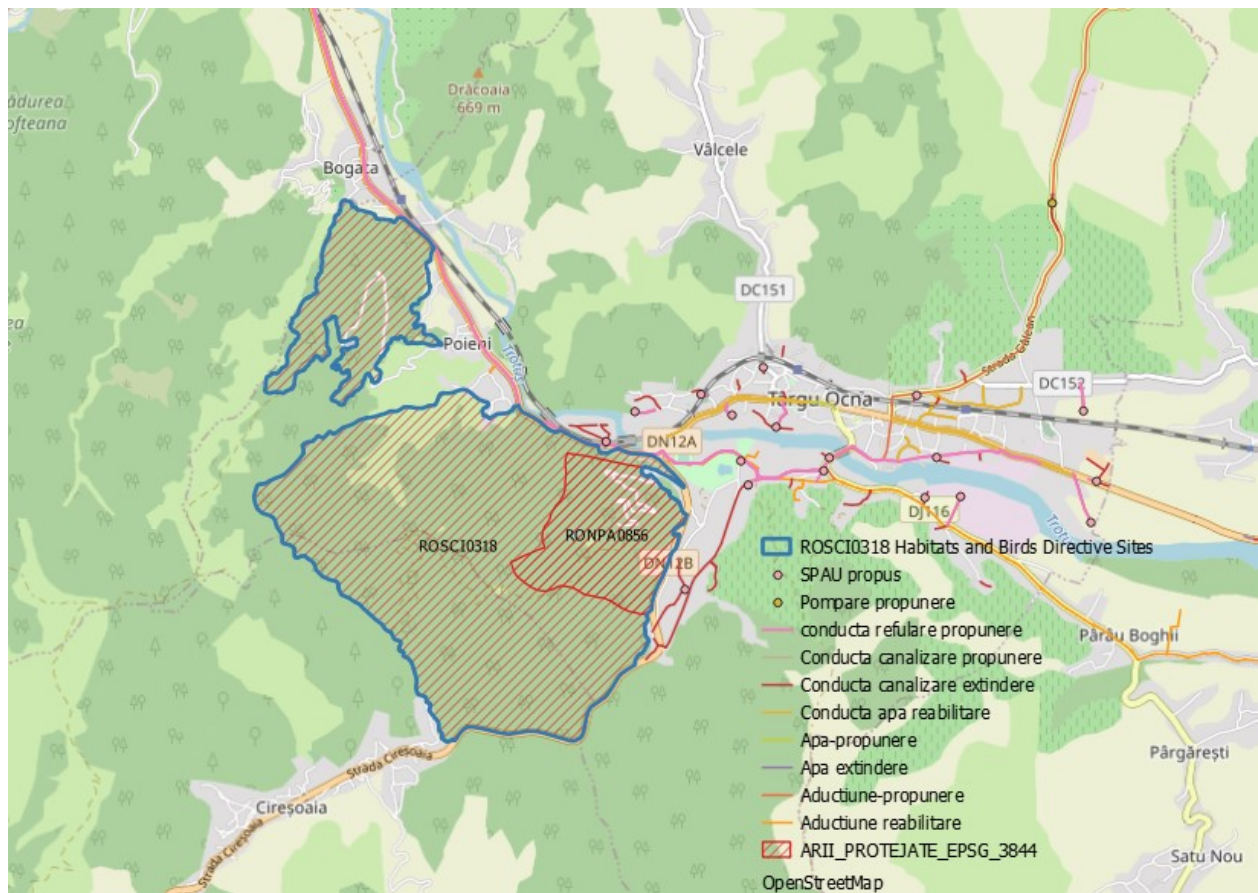 Drăcoaia
669 m
ădurea
ofteana
Bogata
Vâlcele
DC151
Poieni
Trotuș
Strada Gălean
DC152
Târgu Ocna
DN12A
DJ116
Trotuș
ROSCI0318
RONPA0856
DN12B
Pârâu Boghii
Pârgărești
Satu Nou
Strada Cireșoaia
Cireșoaia
Strada Cireșoaia
ROSCI0318 Habitats and Birds Directive Sites
SPAU propus
Pompare propunere
conducta refulare propunere
Conducta canalizare propunere
Conducta canalizare extindere
Conducta apa reabilitare
Apa-propunere
Apa extindere
Aductiune-propunere
Aductiune reabilitare
ARII_PROTEJATE_EPSG_3844
OpenStreetMap